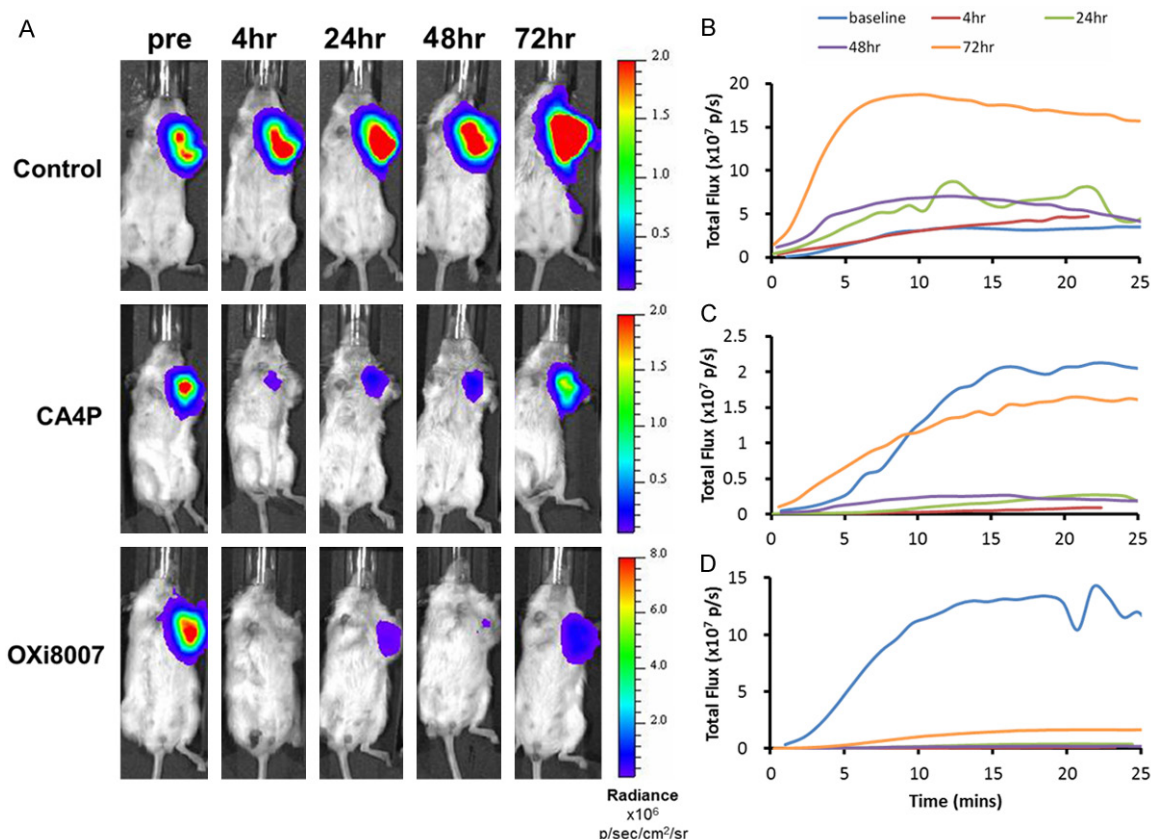 A
pre 4hr 24hr 48hr 72hr
Control
2.0
1.5
1.0
0.5
CA4P
2.0
1.5
1.0
0.5
OXi8007
8.0
6.0
4.0
2.0
Radiance
x10⁶
p/sec/cm²/sr
B
baseline 4hr 24hr
48hr 72hr
Total Flux (x10⁷ p/s)
20
15
10
5
0
0 5 10 15 20 25
C
Total Flux (x10⁷ p/s)
2.5
2
1.5
1
0.5
0
0 5 10 15 20 25
D
Total Flux (x10⁷ p/s)
15
10
5
0
0 5 10 15 20 25
Time (mins)